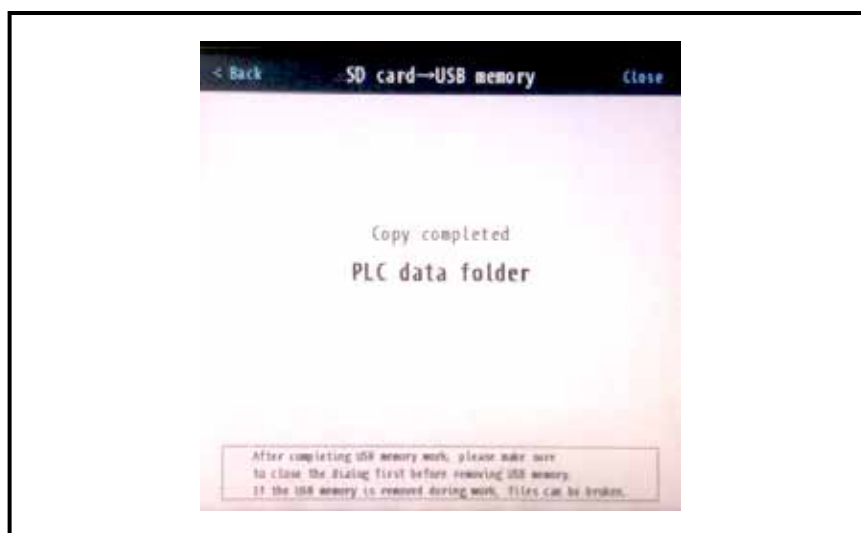 < Back
SD card→USB memory
Close
Copy completed
PLC data folder
After completing USB memory work, please make sure
to close the dialog first before removing USB memory.
If the USB memory is removed during work, files can be broken.